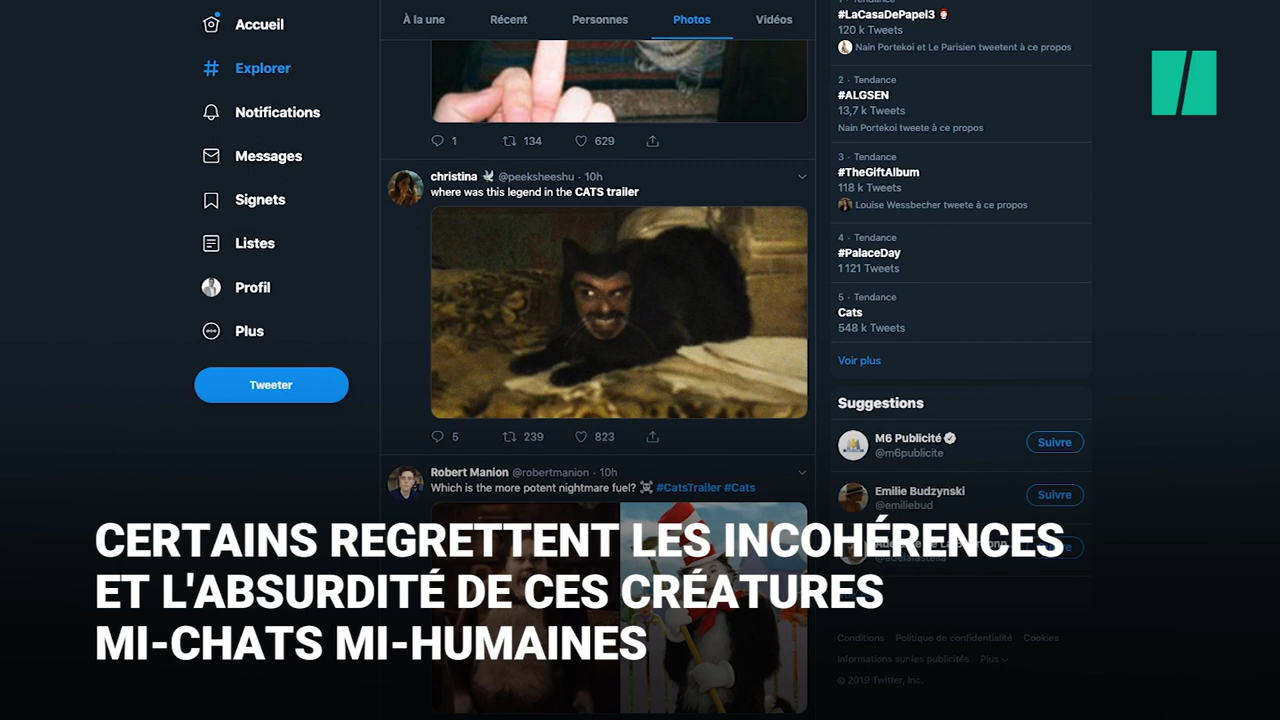 Accueil
Explorer
Notifications
Messages
Signets
Listes
Profil
Plus
Tweeter
À la une
Récent
Personnes
Photos
Vidéos
1
134
629
christina 🕊 @peeksheeshu · 10h
where was this legend in the CATS trailer
5
239
823
Robert Manion @robertmanion · 10h
Which is the more potent nightmare fuel? ☠ #CatsTrailer #Cats
#LaCasaDePapel3
120 k Tweets
Nain Portekoi et Le Parisien tweetent à ce propos
2 · Tendance
#ALGSEN
13,7 k Tweets
Nain Portekoi tweete à ce propos
3 · Tendance
#TheGiftAlbum
118 k Tweets
Louise Wessbecher tweete à ce propos
4 · Tendance
#PalaceDay
1 121 Tweets
5 · Tendance
Cats
548 k Tweets
Voir plus
Suggestions
M6 Publicité
@m6publicite
Suivre
Emilie Budzynski
@emiliebud
Suivre
Conditions Politique de confidentialité Cookies
Informations sur les publicités Plus
© 2019 Twitter, Inc.
CERTAINS REGRETTENT LES INCOHÉRENCES
ET L'ABSURDITÉ DE CES CRÉATURES
MI-CHATS MI-HUMAINES